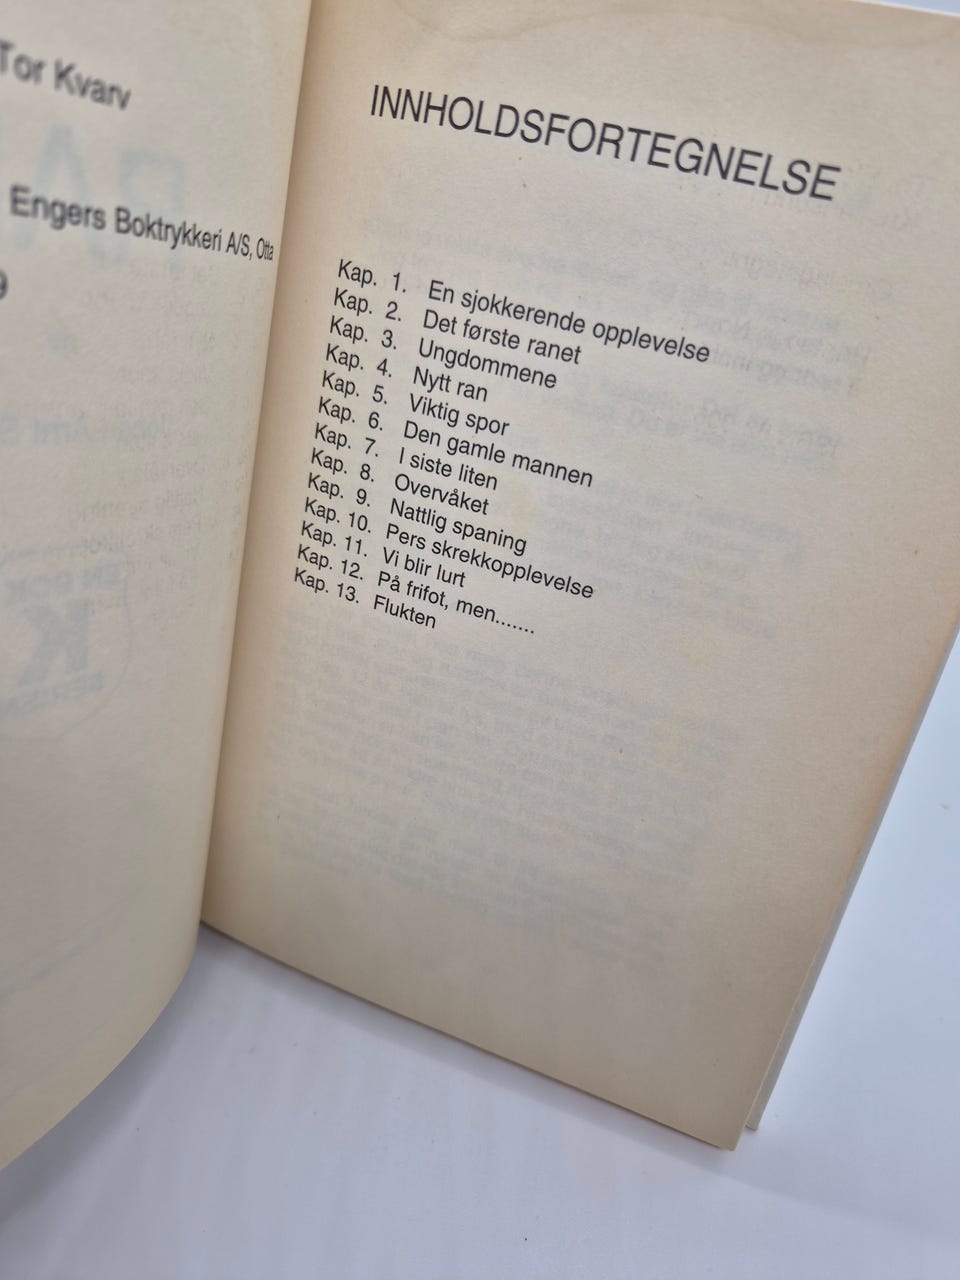 Tor Kvarv
Engers Boktrykkeri A/S, Otta
9
INNHOLDSFORTEGNELSE
Kap. 1. En sjokkerende opplevelse
Kap. 2. Det første ranet
Kap. 3. Ungdommene
Kap. 4. Nytt ran
Kap. 5. Viktig spor
Kap. 6. Den gamle mannen
Kap. 7. I siste liten
Kap. 8. Overvåket
Kap. 9. Nattlig spaning
Kap. 10. Pers skrekkopplevelse
Kap. 11. Vi blir lurt
Kap. 12. På frifot, men.......
Kap. 13. Flukten